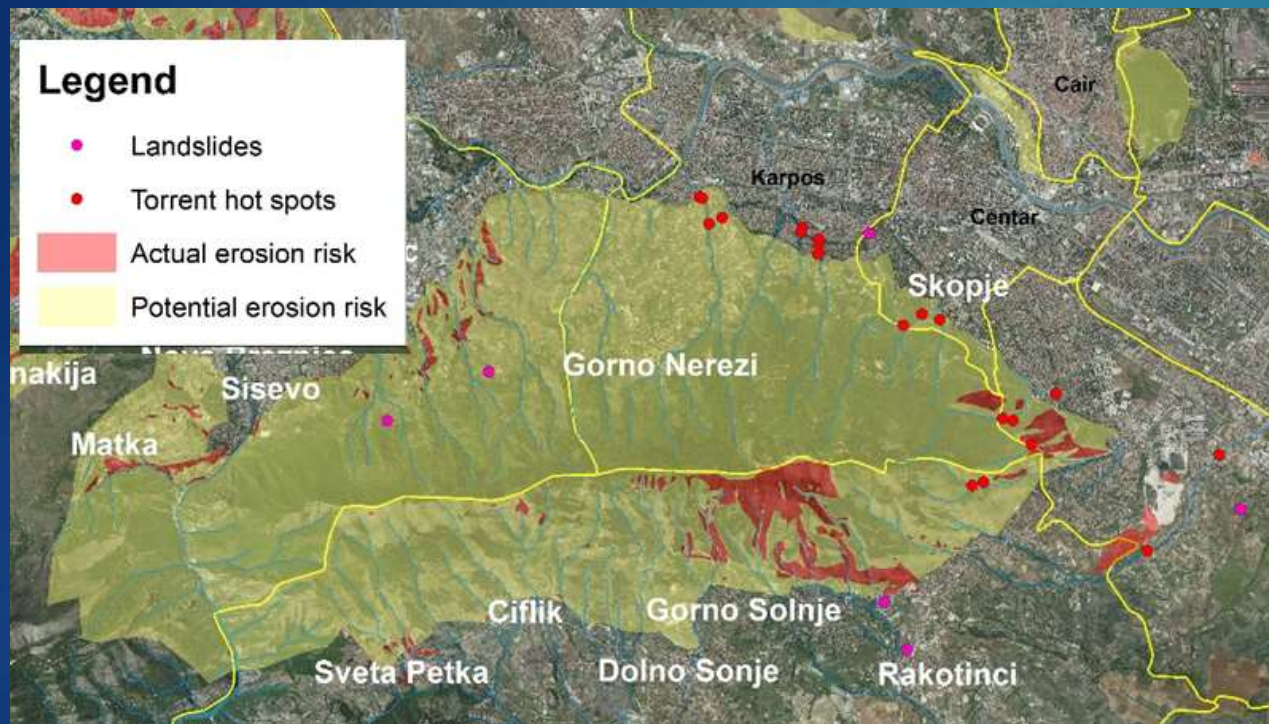 Legend
Landslides
Torrent hot spots
Actual erosion risk
Potential erosion risk
Cair
Karpos
Centar
Skopje
Gorno Nerezi
nakija
Sisevo
Matka
Ciflik
Gorno Solnje
Sveta Petka
Dolno Sonje
Rakotinci